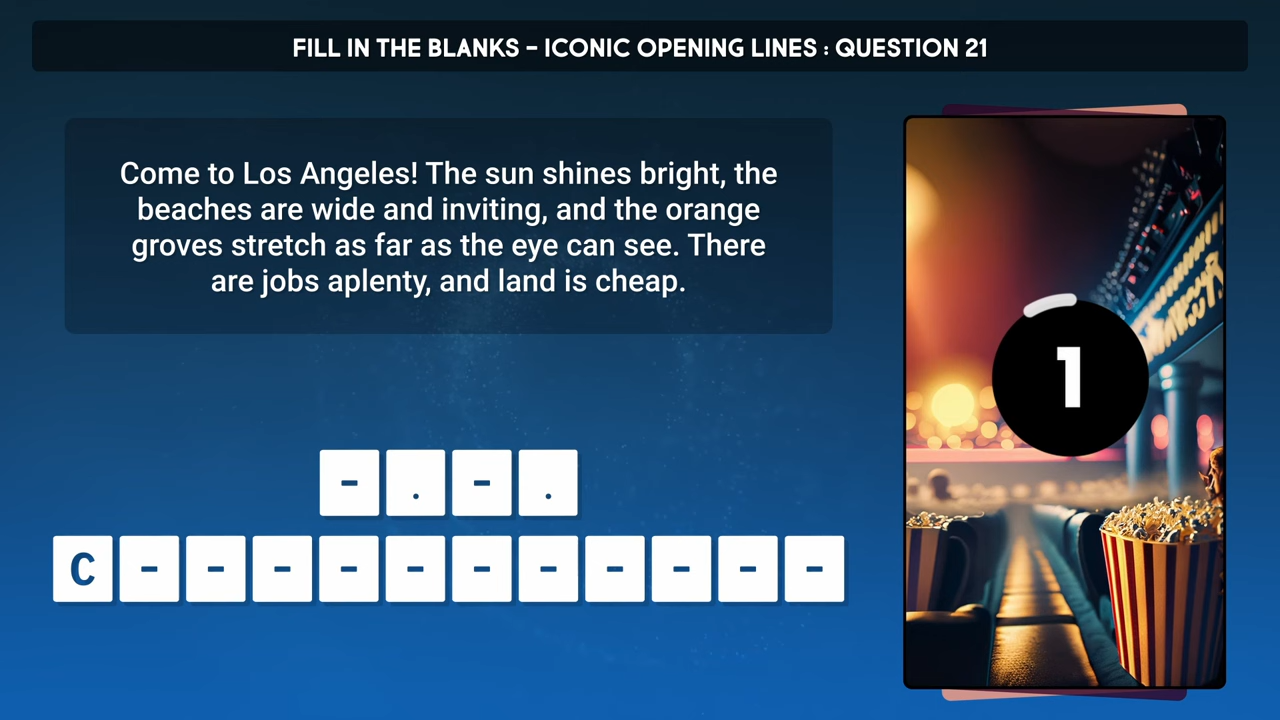 FILL IN THE BLANKS - ICONIC OPENING LINES : QUESTION 21
Come to Los Angeles! The sun shines bright, the
beaches are wide and inviting, and the orange
groves stretch as far as the eye can see. There
are jobs aplenty, and land is cheap.
1
- . - .
C - - - - - - - - - - -